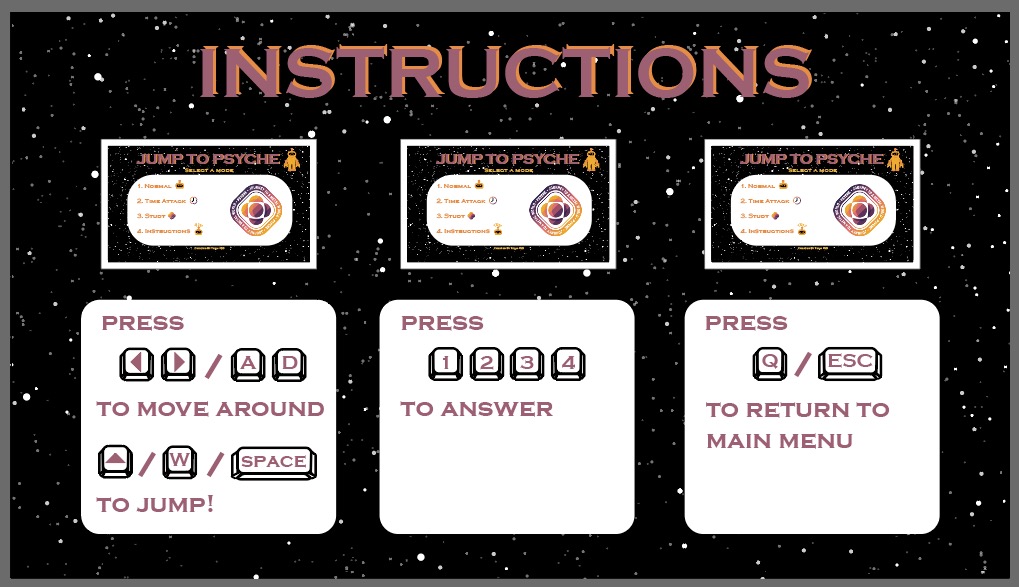 INSTRUCTIONS
JUMP TO PSYCHE
SELECT A MODE
1. NORMAL
2. TIME ATTACK
3. STUDY
4. INSTRUCTIONS
JUMP TO PSYCHE
SELECT A MODE
1. NORMAL
2. TIME ATTACK
3. STUDY
4. INSTRUCTIONS
JUMP TO PSYCHE
SELECT A MODE
1. NORMAL
2. TIME ATTACK
3. STUDY
4. INSTRUCTIONS
PRESS
/ A D
TO MOVE AROUND
/ W / SPACE
TO JUMP!
PRESS
1 2 3 4
TO ANSWER
PRESS
Q / ESC
TO RETURN TO
MAIN MENU